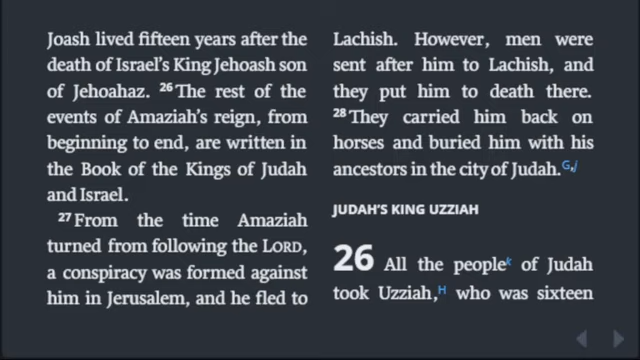 Joash lived fifteen years after the
death of Israel's King Jehoash son
of Jehoahaz. 26 The rest of the
events of Amaziah's reign, from
beginning to end, are written in
the Book of the Kings of Judah
and Israel.
27 From the time Amaziah
turned from following the LORD,
a conspiracy was formed against
him in Jerusalem, and he fled to
Lachish. However, men were
sent after him to Lachish, and
they put him to death there.
28 They carried him back on
horses and buried him with his
ancestors in the city of Judah.G,j
JUDAH'S KING UZZIAH
26 All the peoplek of Judah
took Uzziah,H who was sixteen